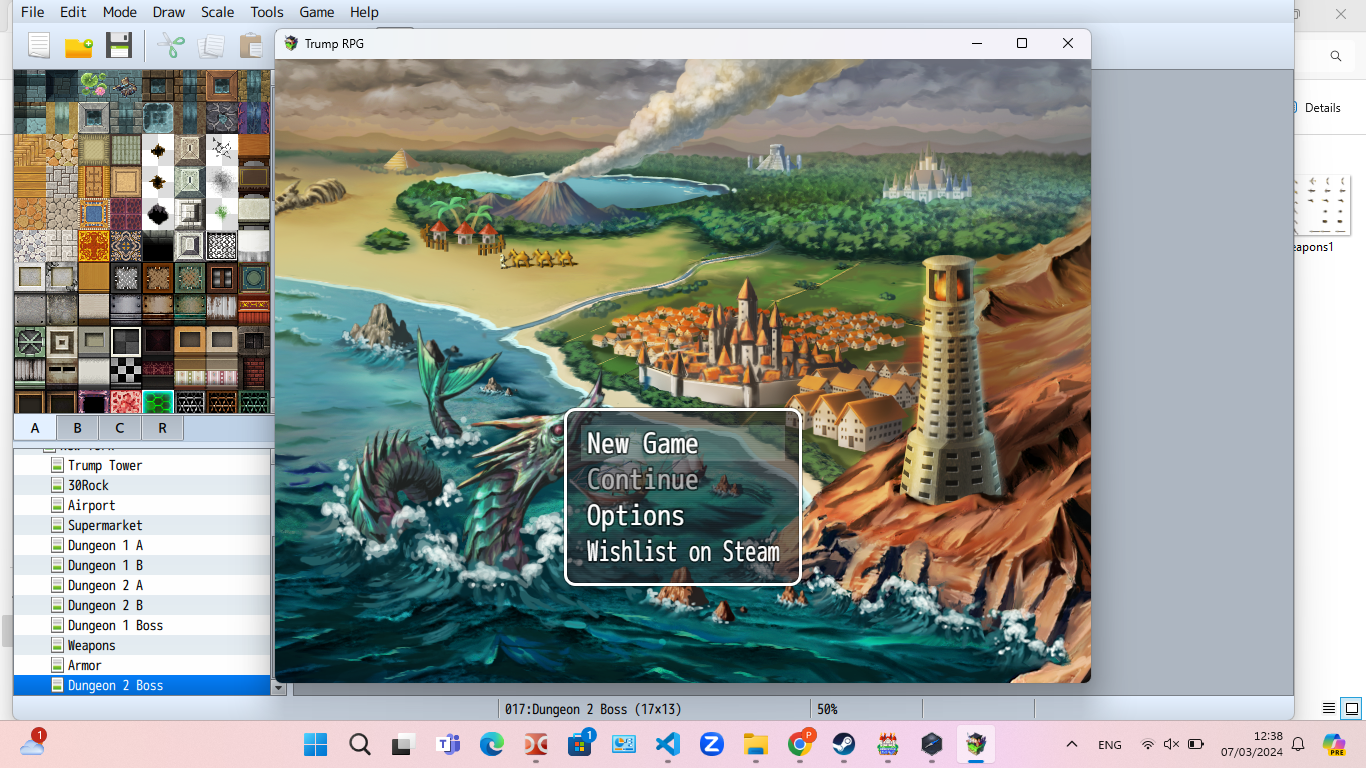 File Edit Mode Draw Scale Tools Game Help
Trump RPG
Details
eapons1
New Game
Continue
Options
Wishlist on Steam
A B C R
Trump Tower
30Rock
Airport
Supermarket
Dungeon 1 A
Dungeon 1 B
Dungeon 2 A
Dungeon 2 B
Dungeon 1 Boss
Weapons
Armor
Dungeon 2 Boss
017:Dungeon 2 Boss (17x13) 50%
1
1
P
ENG
12:38
07/03/2024
PRE